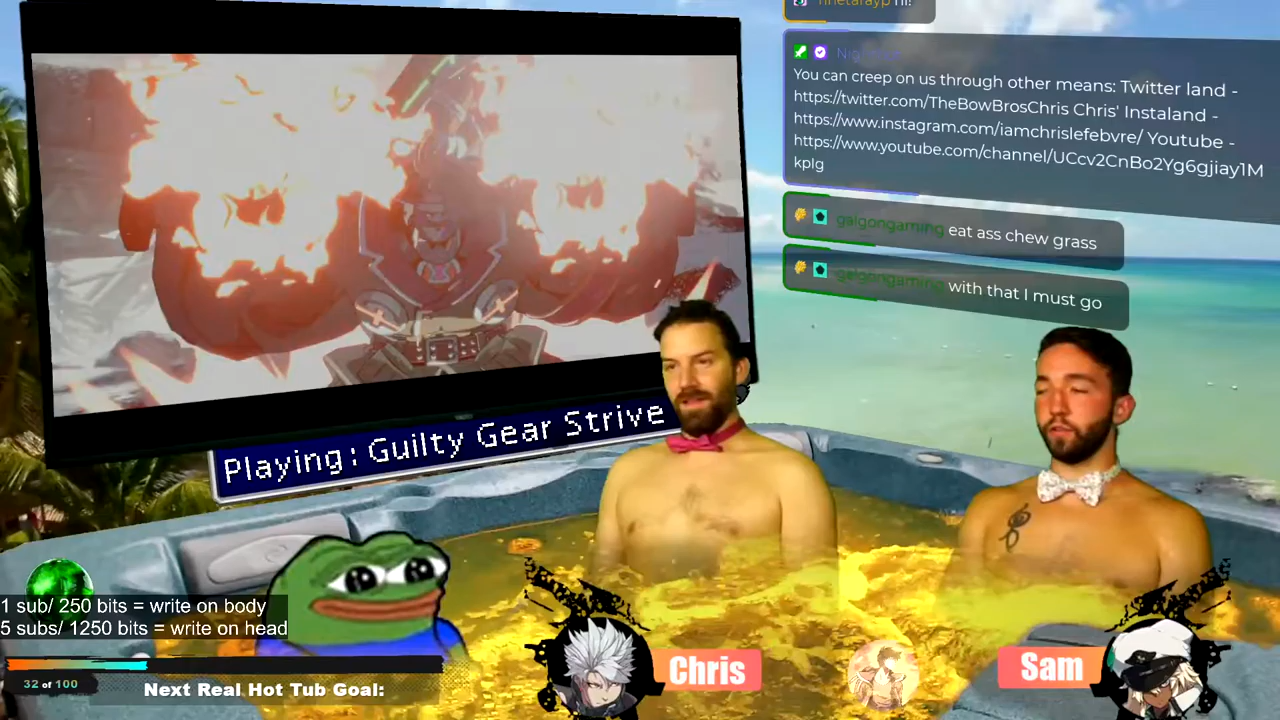 hi!
You can creep on us through other means: Twitter land -
https://twitter.com/TheBowBrosChris Chris' Instaland -
https://www.instagram.com/iamchrislefebvre/ Youtube -
https://www.youtube.com/channel/UCcv2CnBo2Yg6gjiay1M
kplg
galgongaming eat ass chew grass
galgongaming with that I must go
Playing: Guilty Gear Strive
1 sub/ 250 bits = write on body
5 subs/ 1250 bits = write on head
32 of 100
Next Real Hot Tub Goal:
Chris
Sam